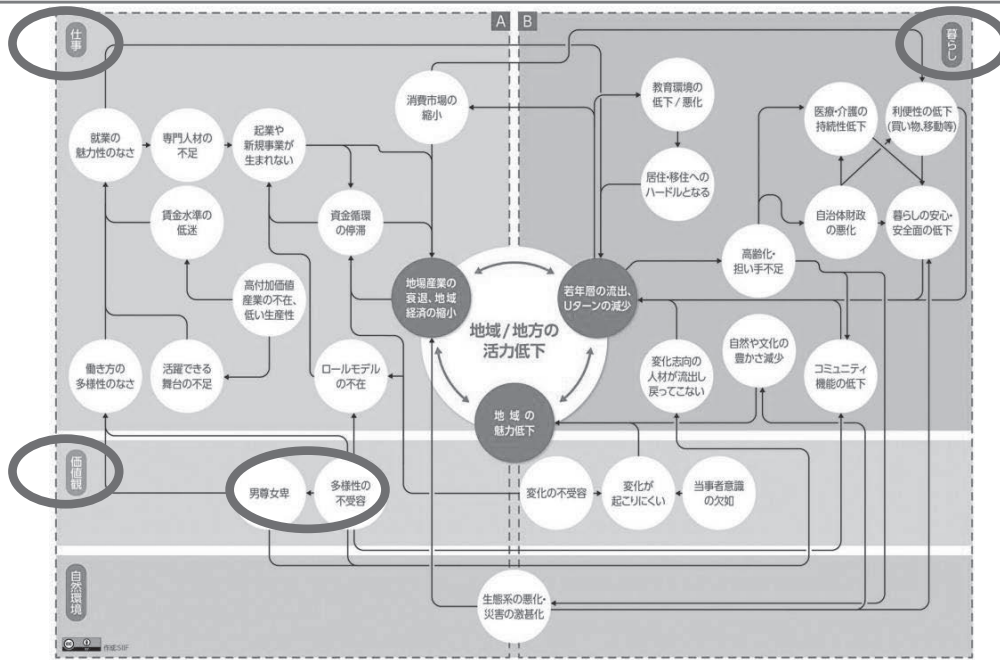 仕事
A
B
暮らし
消費市場の
縮小
教育環境の
低下/悪化
医療・介護の
持続性低下
利便性の低下
(買い物、移動等)
就業の
魅力性のなさ
専門人材の
不足
起業や
新規事業が
生まれない
居住・移住への
ハードルとなる
賃金水準の
低迷
資金循環
の停滞
自治体財政
の悪化
暮らしの安心・
安全面の低下
高齢化・
担い手不足
高付加価値
産業の不在、
低い生産性
地場産業の
衰退、地域
経済の縮小
若年層の流出、
Uターンの減少
地域/地方の
活力低下
働き方の
多様性のなさ
活躍できる
舞台の不足
ロールモデル
の不在
変化志向の
人材が流出し
戻ってこない
自然や文化の
豊かさ減少
コミュニティ
機能の低下
地域の
魅力低下
価値観
男尊女卑
多様性の
不受容
変化の不受容
変化が
起こりにくい
当事者意識
の欠如
自然環境
生態系の悪化・
災害の激甚化
作成:SIIF